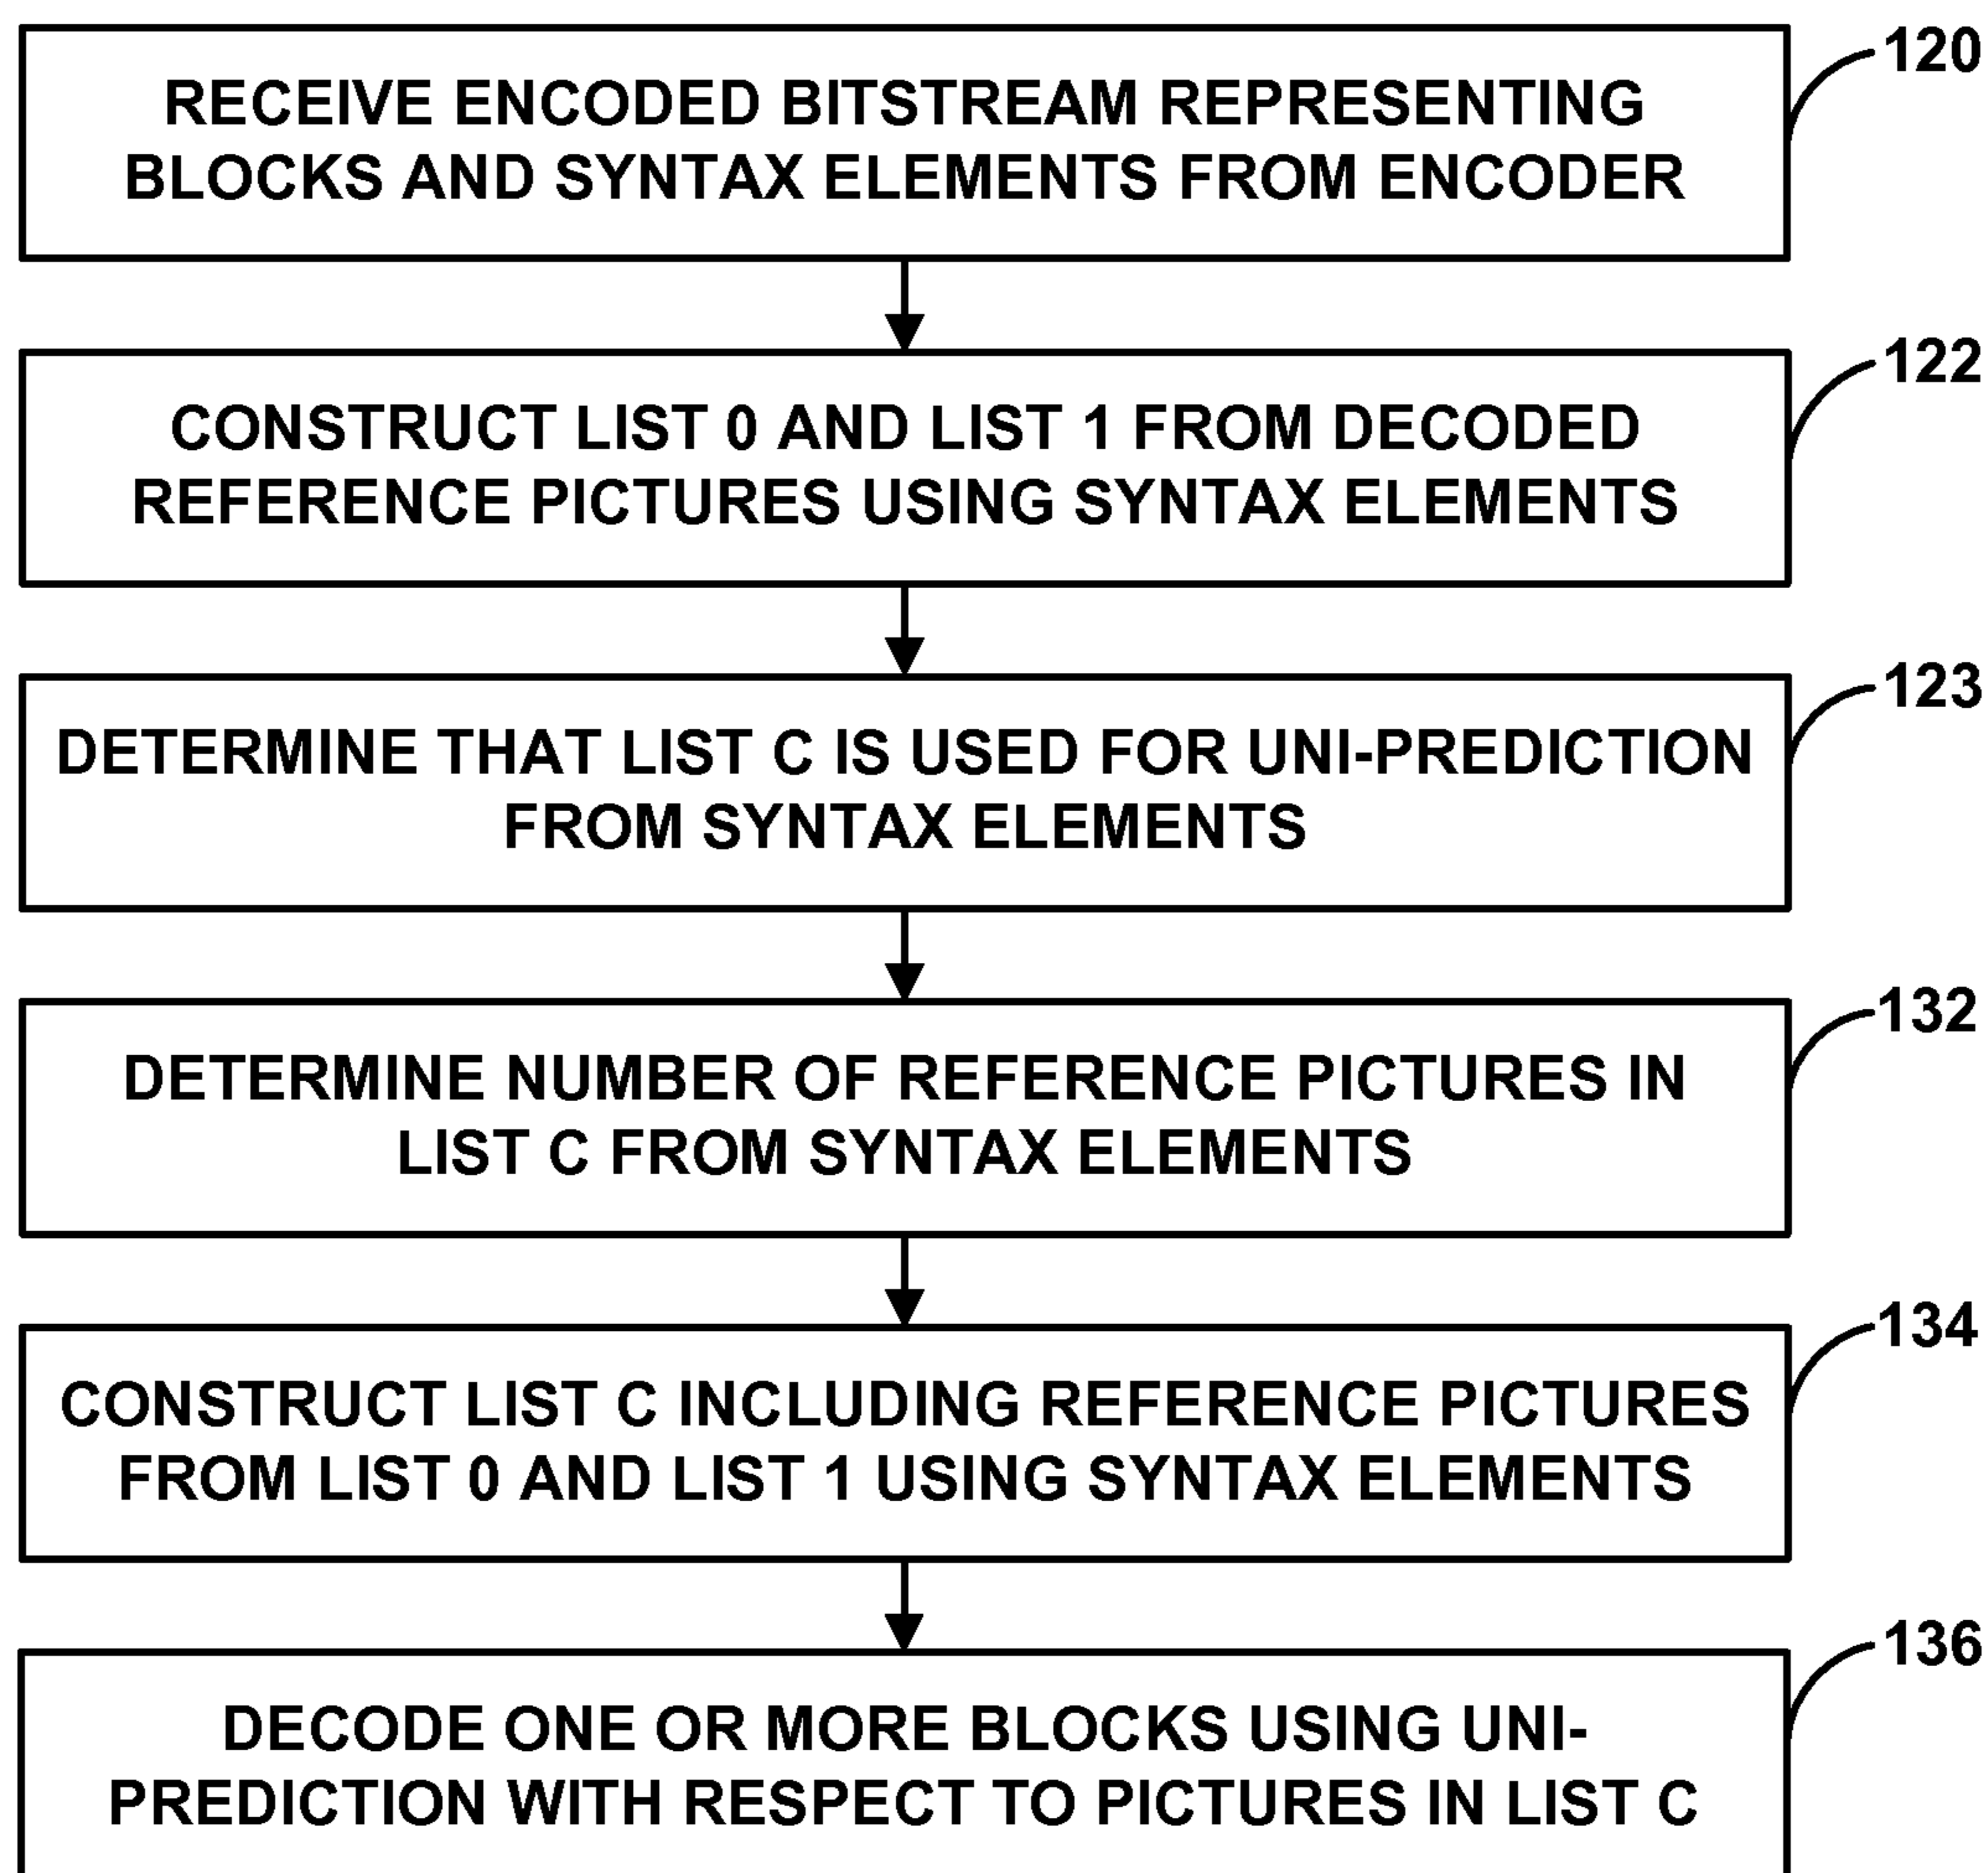 120
RECEIVE ENCODED BITSTREAM REPRESENTING
BLOCKS AND SYNTAX ELEMENTS FROM ENCODER
122
CONSTRUCT LIST 0 AND LIST 1 FROM DECODED
REFERENCE PICTURES USING SYNTAX ELEMENTS
123
DETERMINE THAT LIST C IS USED FOR UNI-PREDICTION
FROM SYNTAX ELEMENTS
132
DETERMINE NUMBER OF REFERENCE PICTURES IN
LIST C FROM SYNTAX ELEMENTS
134
CONSTRUCT LIST C INCLUDING REFERENCE PICTURES
FROM LIST 0 AND LIST 1 USING SYNTAX ELEMENTS
136
DECODE ONE OR MORE BLOCKS USING UNI-
PREDICTION WITH RESPECT TO PICTURES IN LIST C